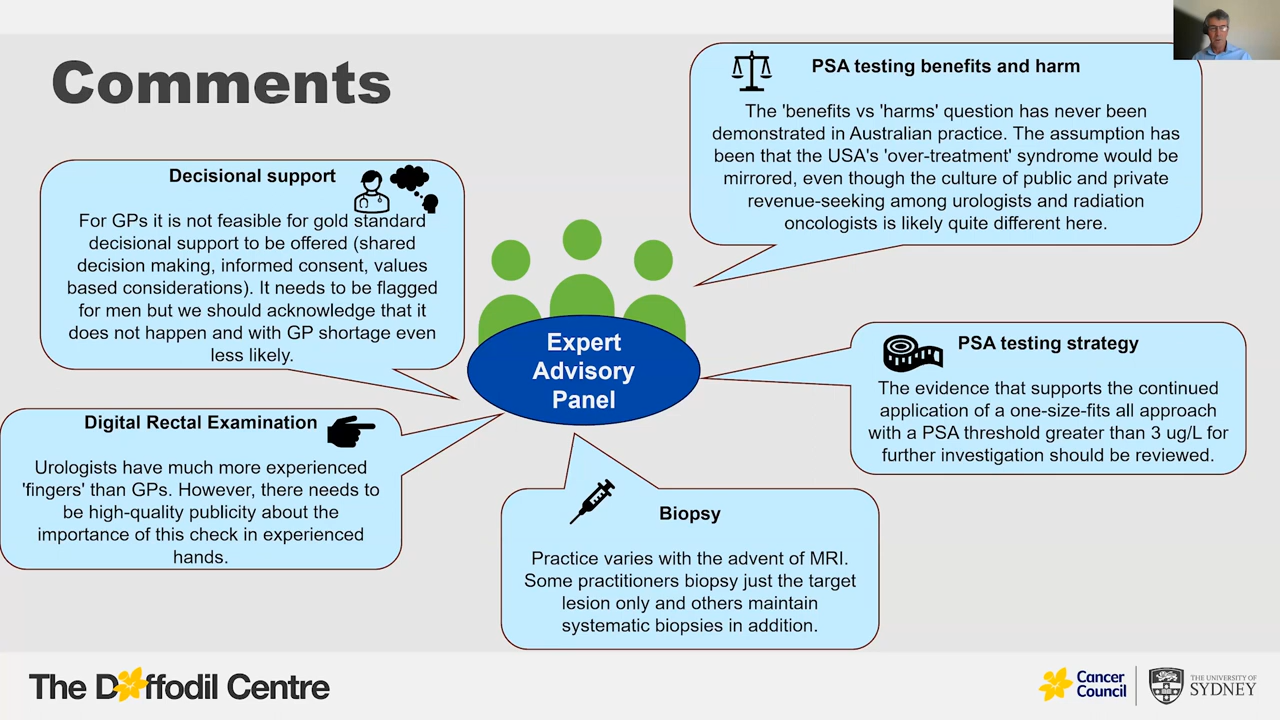 Comments
Decisional support
For GPs it is not feasible for gold standard
decisional support to be offered (shared
decision making, informed consent, values
based considerations). It needs to be flagged
for men but we should acknowledge that it
does not happen and with GP shortage even
less likely.
PSA testing benefits and harm
The 'benefits vs 'harms' question has never been
demonstrated in Australian practice. The assumption has
been that the USA's 'over-treatment' syndrome would be
mirrored, even though the culture of public and private
revenue-seeking among urologists and radiation
oncologists is likely quite different here.
Expert
Advisory
Panel
PSA testing strategy
The evidence that supports the continued
application of a one-size-fits all approach
with a PSA threshold greater than 3 ug/L for
further investigation should be reviewed.
Digital Rectal Examination
Urologists have much more experienced
'fingers' than GPs. However, there needs to
be high-quality publicity about the
importance of this check in experienced
hands.
Biopsy
Practice varies with the advent of MRI.
Some practitioners biopsy just the target
lesion only and others maintain
systematic biopsies in addition.
The Daffodil Centre
Cancer
Council
THE UNIVERSITY OF
SYDNEY